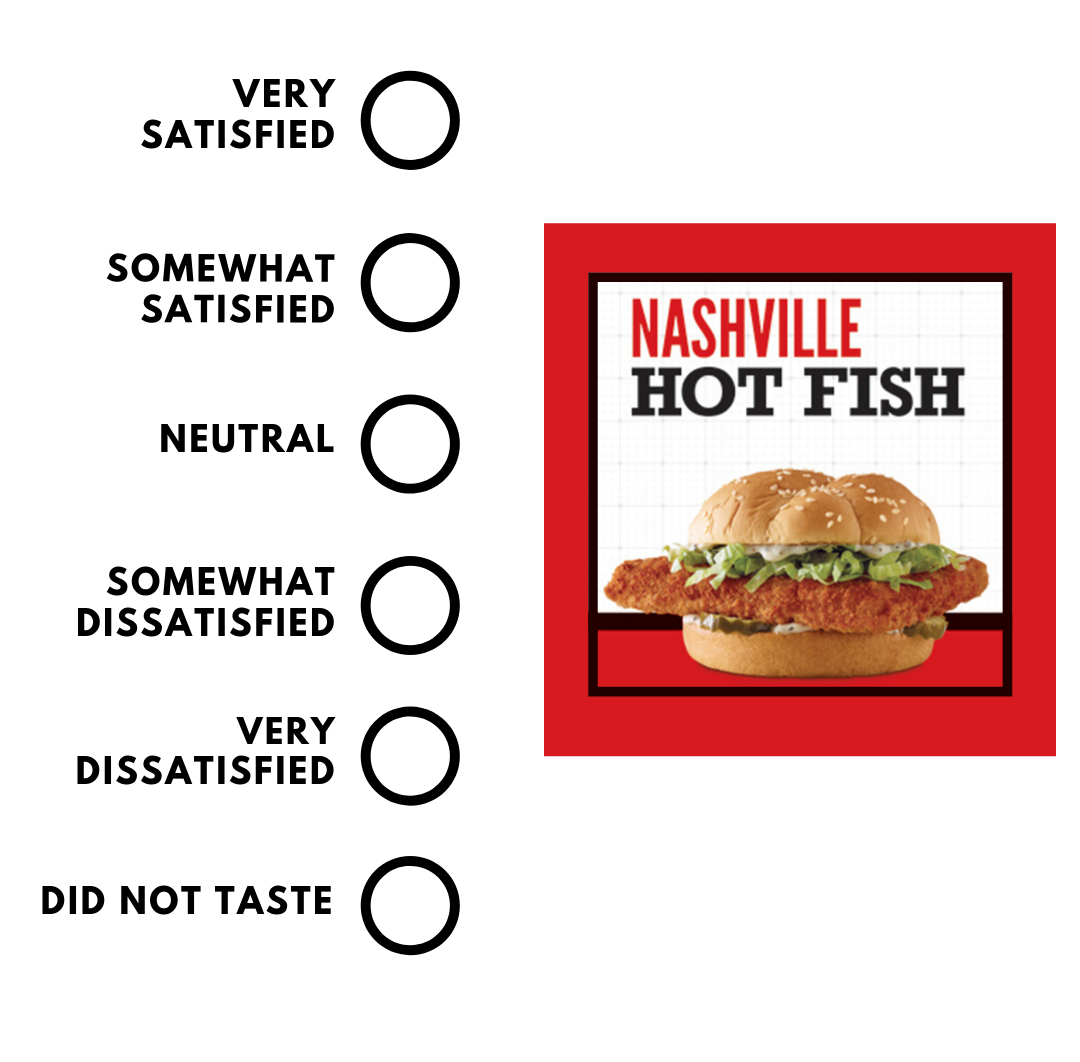 VERY
SATISFIED
SOMEWHAT
SATISFIED
NEUTRAL
SOMEWHAT
DISSATISFIED
VERY
DISSATISFIED
DID NOT TASTE
NASHVILLE
HOT FISH